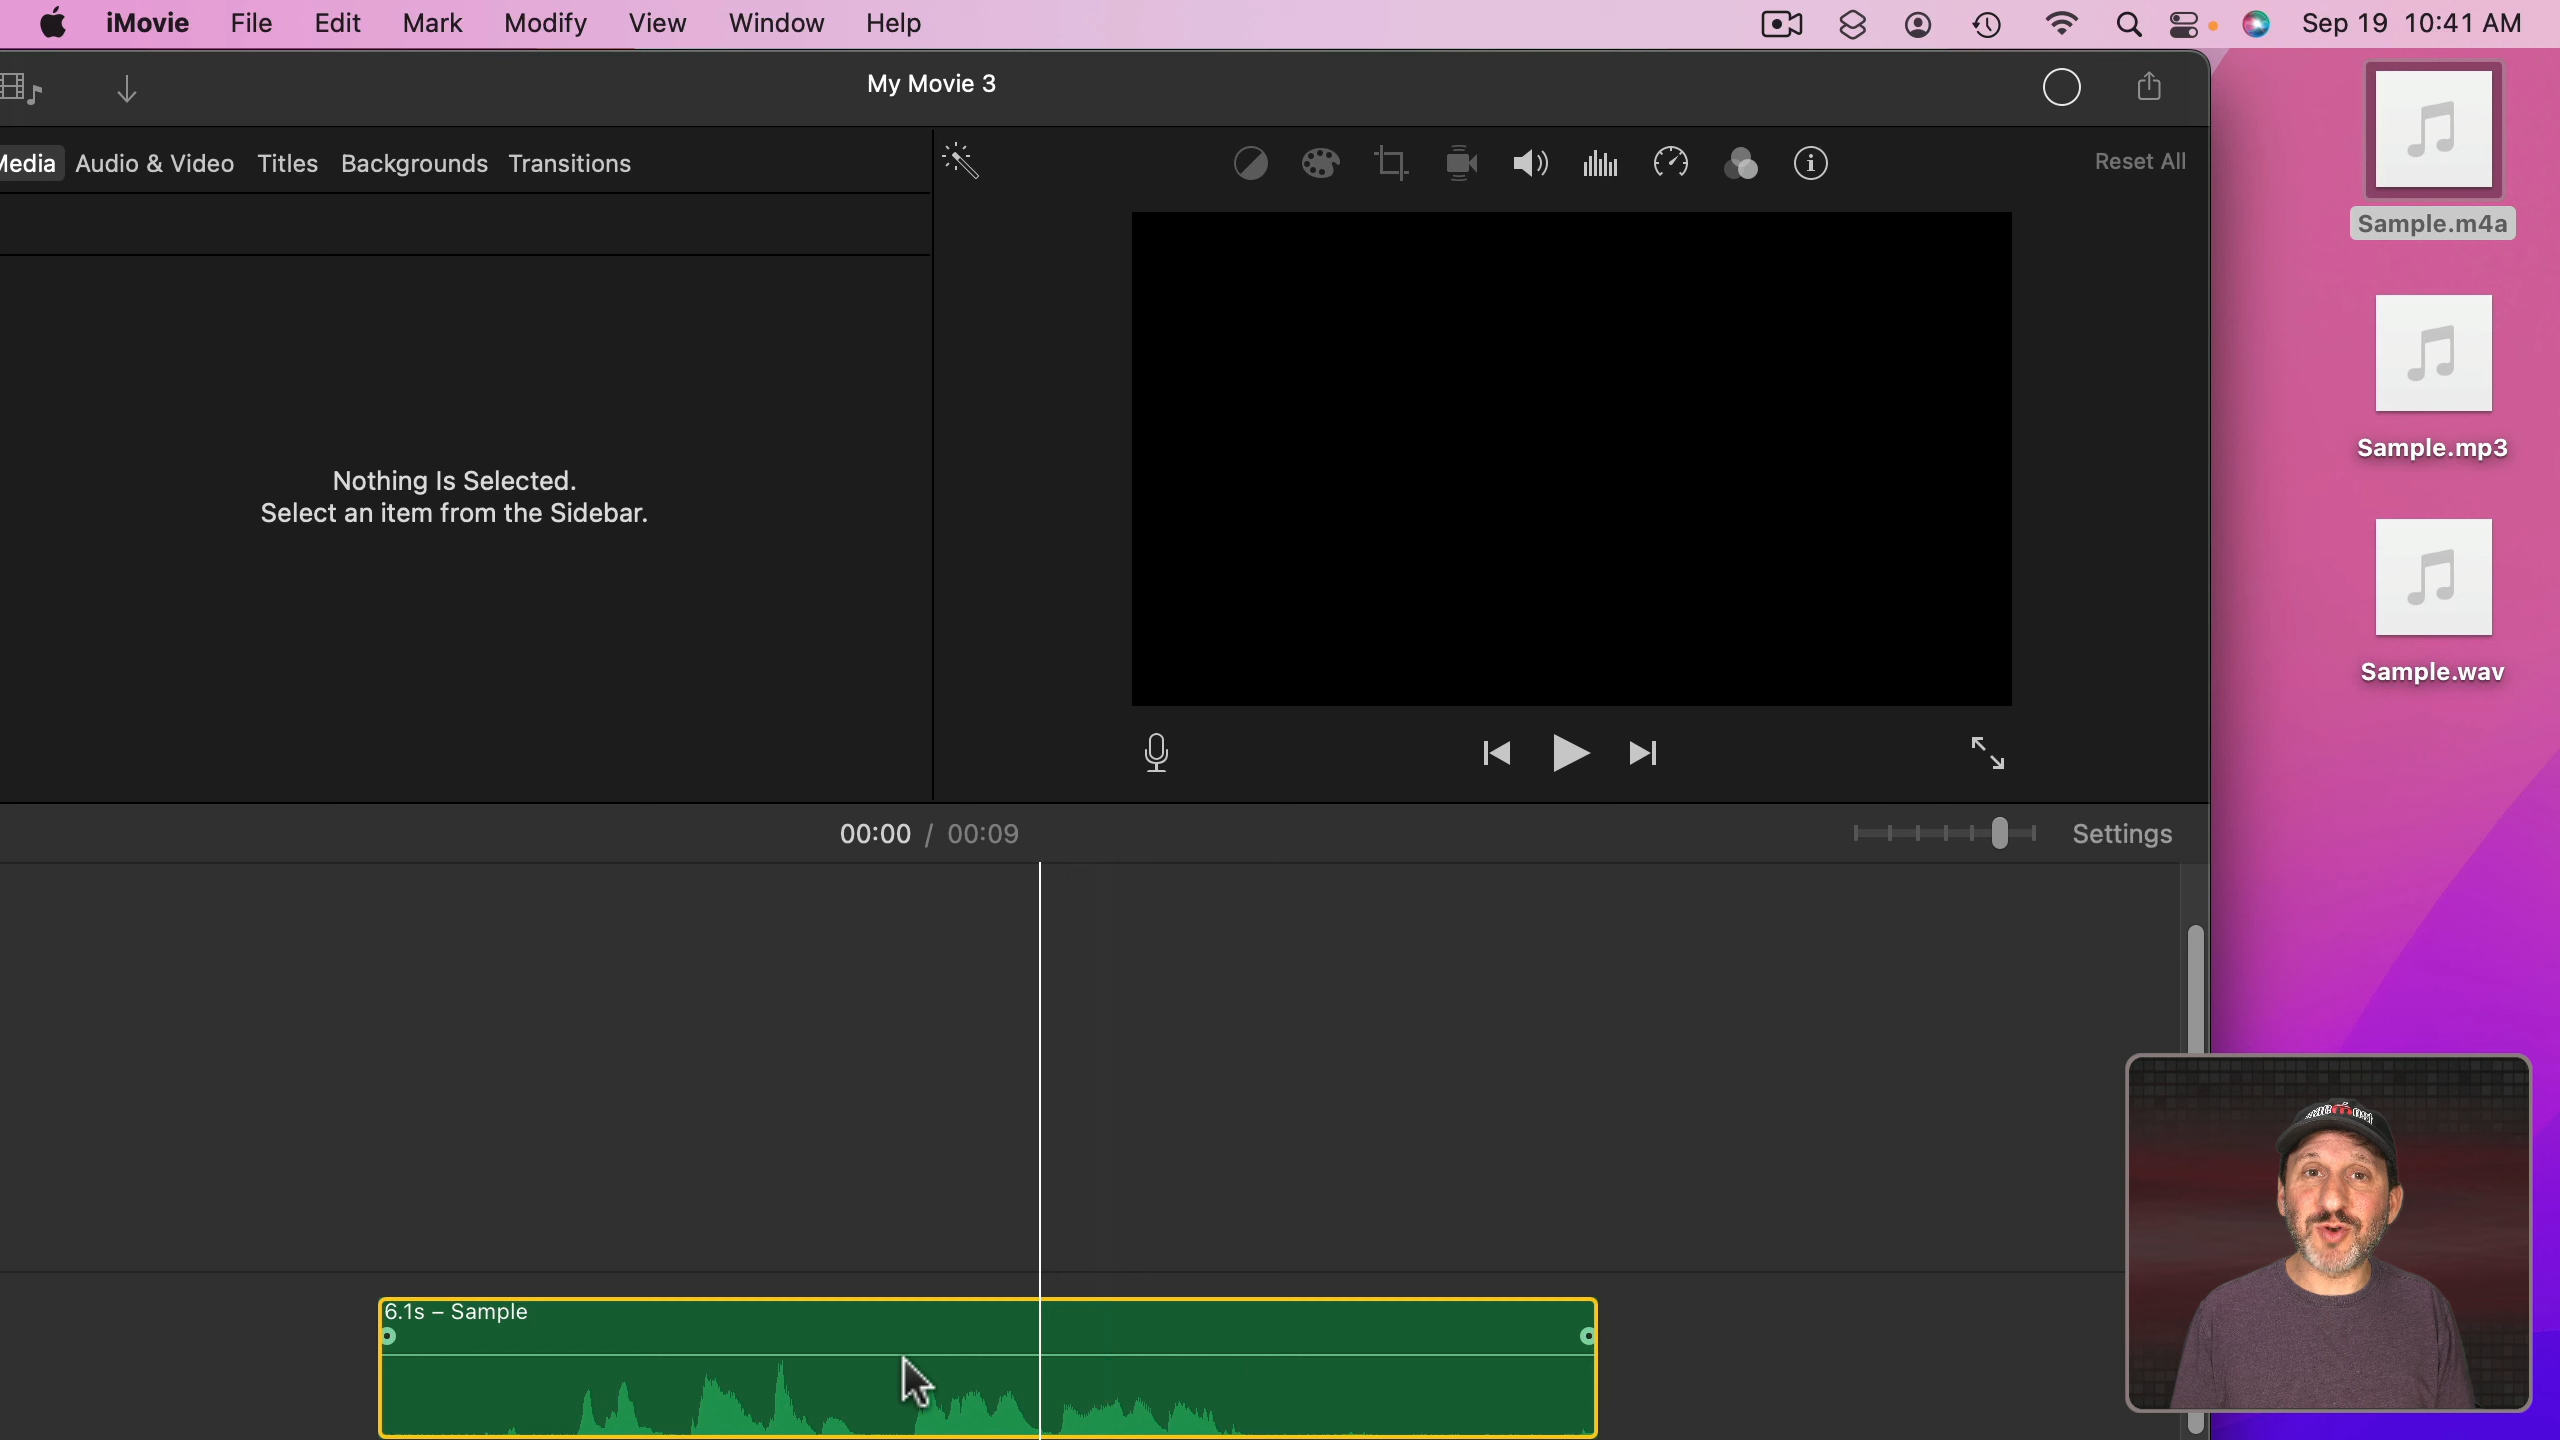 iMovie File Edit Mark Modify View Window Help Sep 19 10:41 AM
My Movie 3
Media Audio & Video Titles Backgrounds Transitions Reset All
Sample.m4a
Sample.mp3
Nothing Is Selected.
Select an item from the Sidebar.
Sample.wav
00:00 / 00:09 Settings
6.1s – Sample